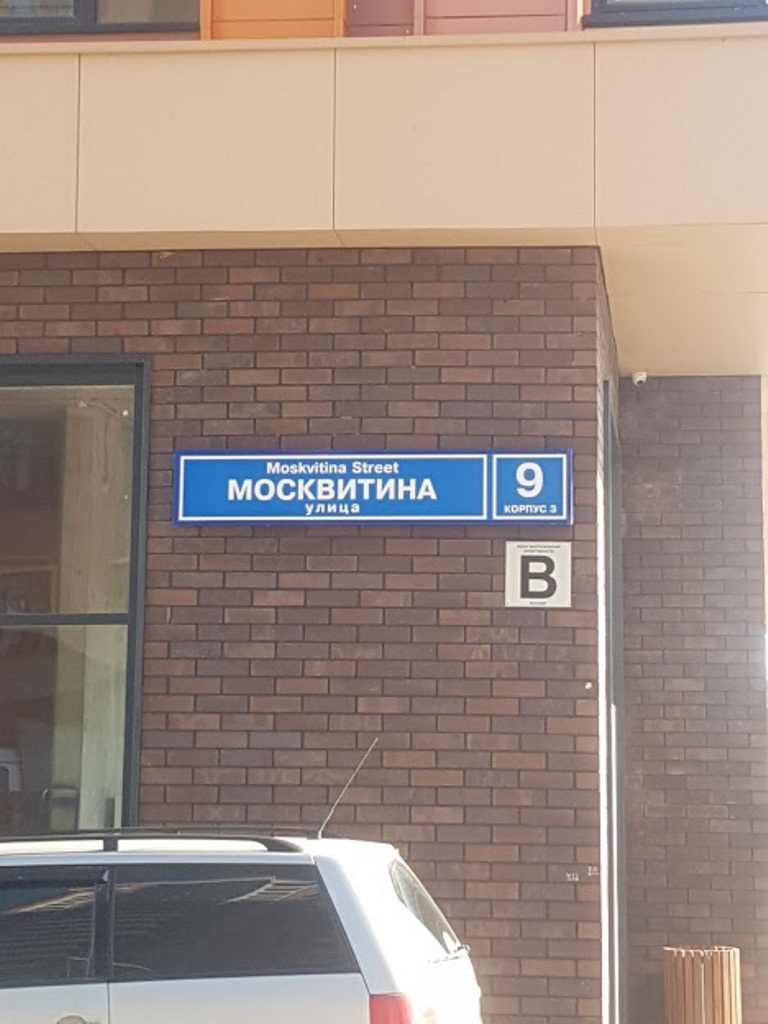 Moskvitina Street
МОСКВИТИНА
улица
9
КОРПУС 3
В